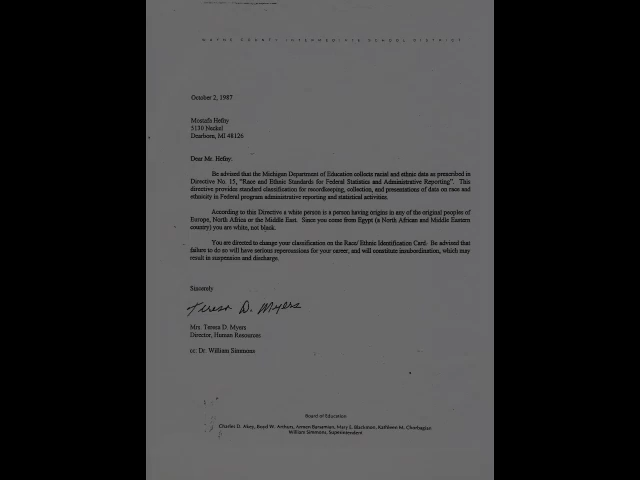 WAYNE COUNTY INTERMEDIATE SCHOOL DISTRICT
October 2, 1987
Mostafa Hefny
5130 Neckel
Dearborn, MI 48126
Dear Mr. Hefny:
Be advised that the Michigan Department of Education collects racial and ethnic data as prescribed in
Directive No. 15, "Race and Ethnic Standards for Federal Statistics and Administrative Reporting". This
directive provides standard classification for recordkeeping, collection, and presentations of data on race and
ethnicity in Federal program administrative reporting and statistical activities.
According to this Directive a white person is a person having origins in any of the original peoples of
Europe, North Africa or the Middle East. Since you come from Egypt (a North African and Middle Eastern
country) you are white, not black.
You are directed to change your classification on the Race/ Ethnic Identification Card. Be advised that
failure to do so will have serious repercussions for your career, and will constitute insubordination, which may
result in suspension and discharge.
Sincerely
Teresa D. Myers
Mrs. Teresa D. Myers
Director, Human Resources
cc: Dr. William Simmons
Board of Education
Charles D. Akey, Boyd W. Arthurs, Mary E. Blackmon, Kathleen M. Chorbagian
William Simmons, Superintendent